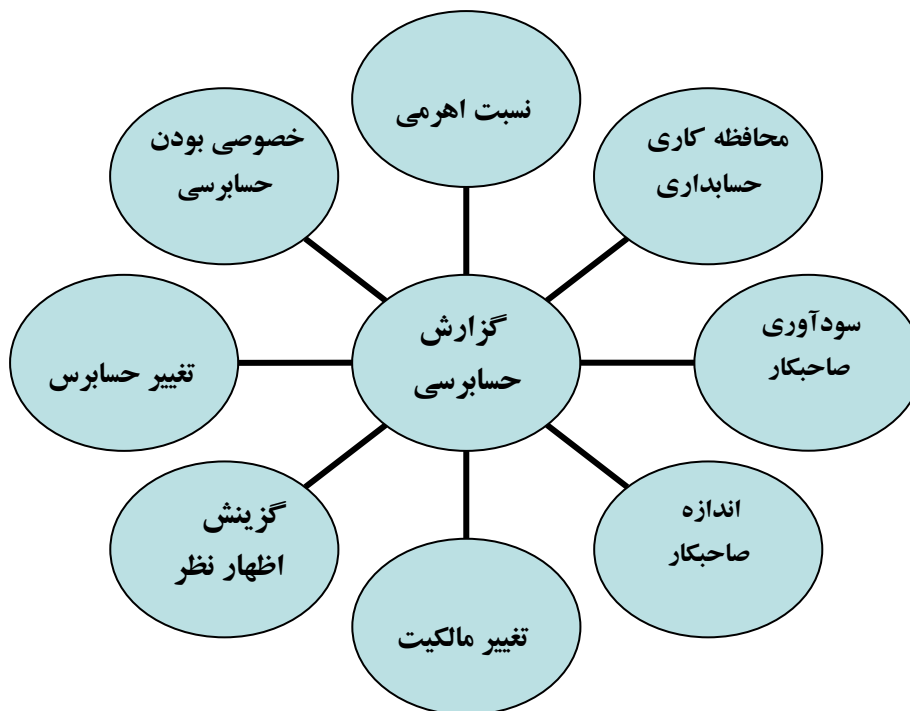 نسبت اهرمی
محافظه کاری
حسابداری
خصوصی بودن
حسابرسی
سودآوری
صاحبکار
گزارش
حسابرسی
تغییر حسابرس
اندازه
صاحبکار
گزینش
اظهار نظر
تغییر مالکیت